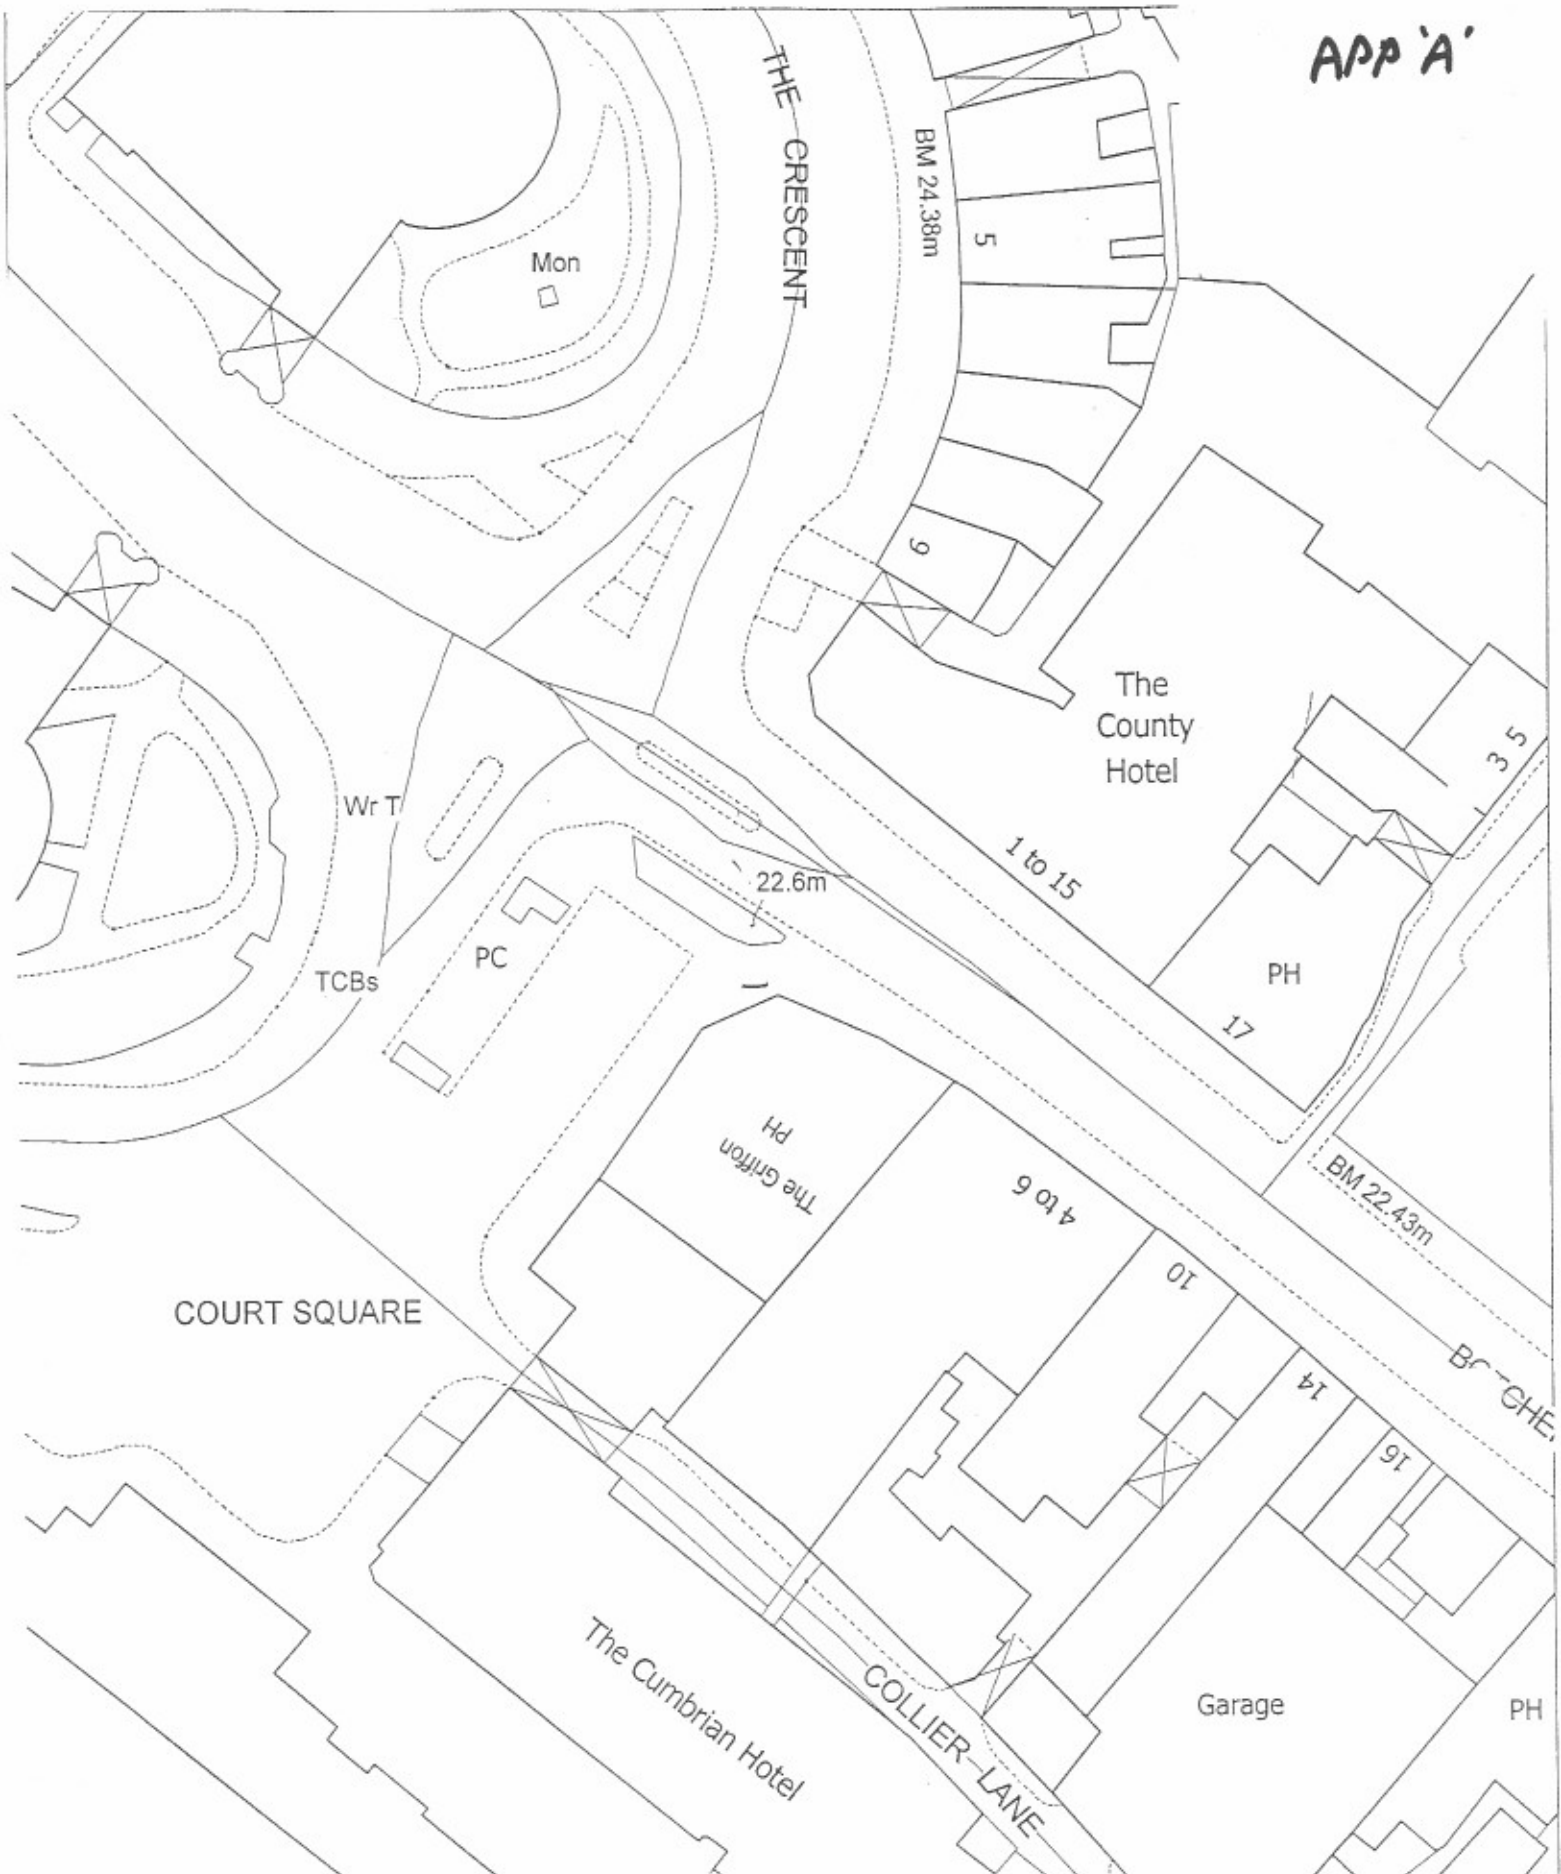 APP 'A'
THE CRESCENT
BM 24.38m
5
Mon
9
The
County
Hotel
3 5
Wr T
1 to 15
22.6m
PC
TCBs
PH
17
The Griffon
PH
4 to 6
BM 22.43m
10
COURT SQUARE
14
16
The Cumbrian Hotel
COLLIER LANE
Garage
PH